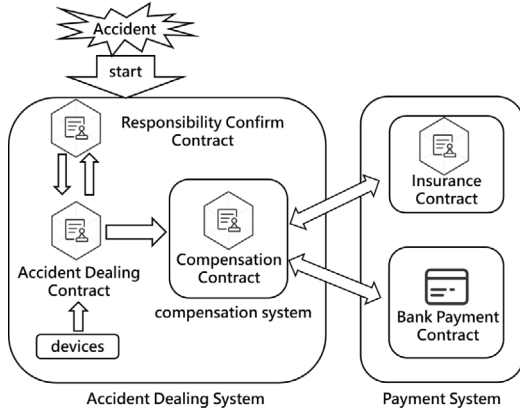 Accident
start
Responsibility Confirm
Contract
Accident Dealing
Contract
devices
Compensation
Contract
compensation system
Insurance
Contract
Bank Payment
Contract
Accident Dealing System
Payment System